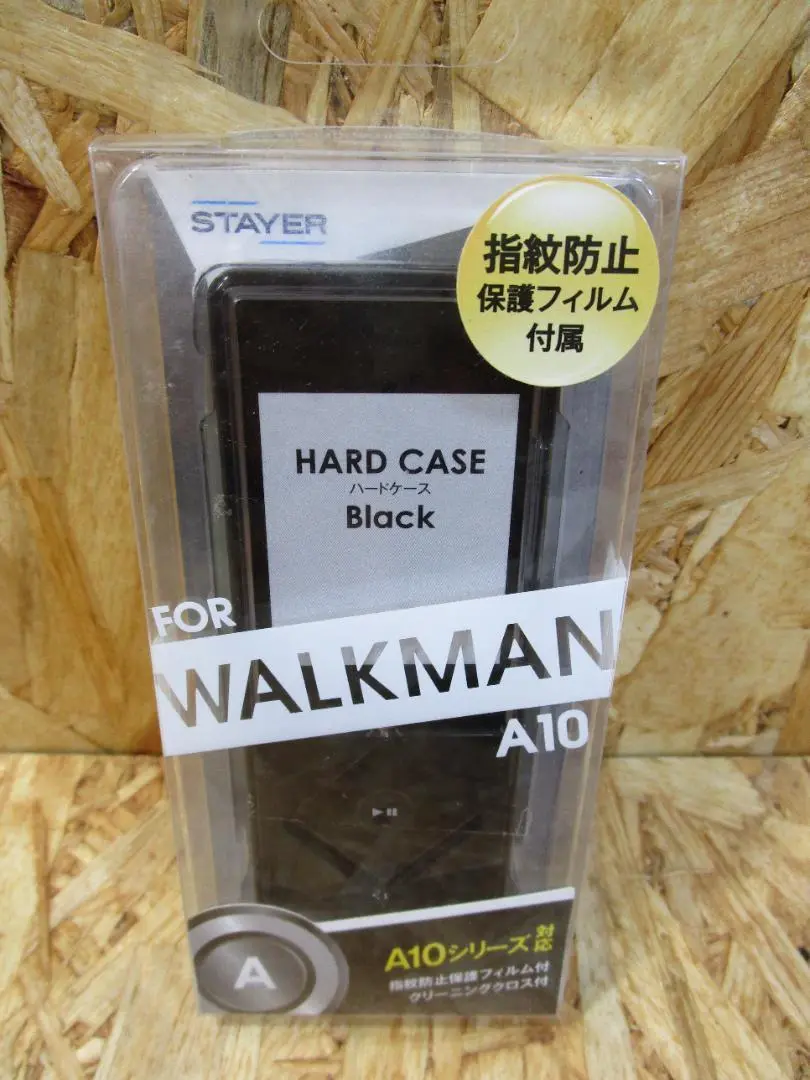 STAYER
指紋防止
保護フィルム
付属
HARD CASE
ハードケース
Black
FOR
WALKMAN
A10
A10シリーズ対応
指紋防止保護フィルム付
クリーニングクロス付
A